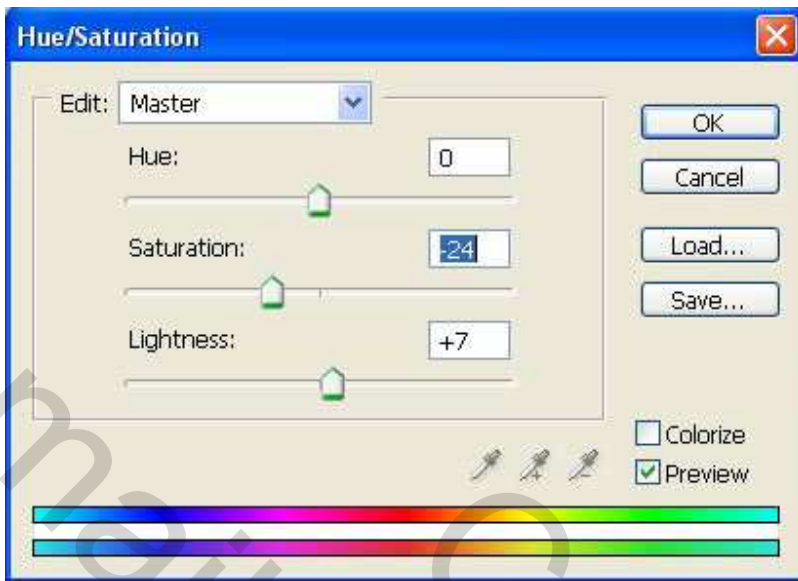 Hue/Saturation
Edit: Master
Hue: 0
Saturation: -24
Lightness: +7
OK
Cancel
Load...
Save...
Colorize
Preview